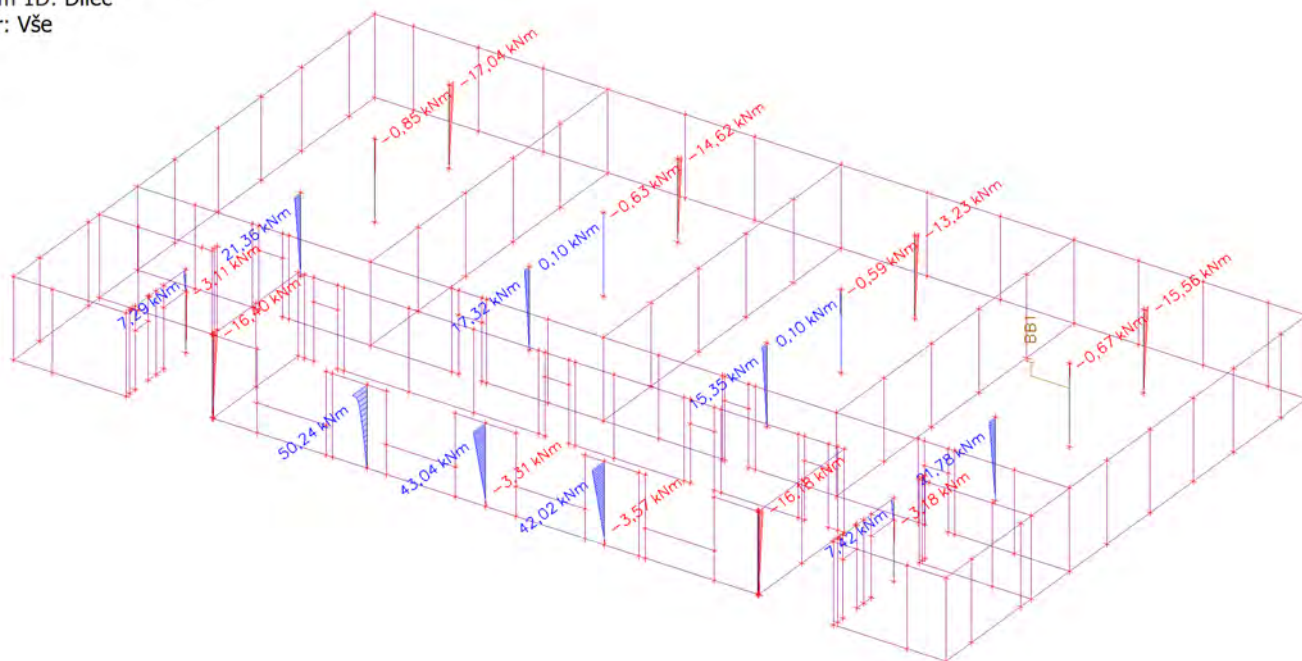 : Vše
-17,04 kNm
-0,85 kNm
-14,62 kNm
-0,63 kNm
21,36 kNm
0,10 kNm
-13,23 kNm
-3,11 kNm
7,29 kNm
-0,59 kNm
-16,40 kNm
17,32 kNm
0,10 kNm
-15,56 kNm
BB1
-0,67 kNm
15,35 kNm
50,24 kNm
43,04 kNm
-3,31 kNm
21,78 kNm
-16,18 kNm
42,02 kNm
-3,57 kNm
-3,18 kNm
7,42 kNm